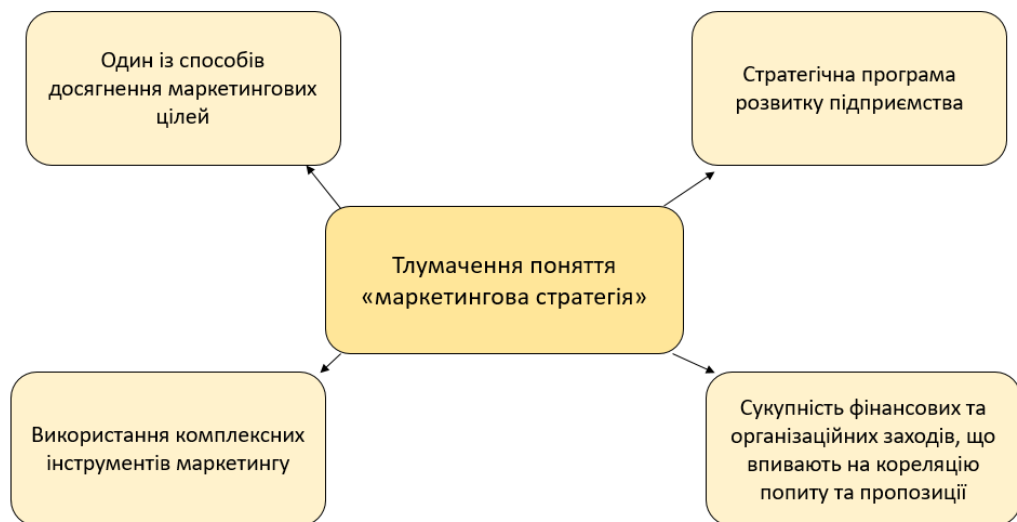 Один із способів
досягнення маркетингових
цілей
Стратегічна програма
розвитку підприємства
Тлумачення поняття
«маркетингова стратегія»
Використання комплексних
інструментів маркетингу
Сукупність фінансових та
організаційних заходів, що
впивають на кореляцію
попиту та пропозиції